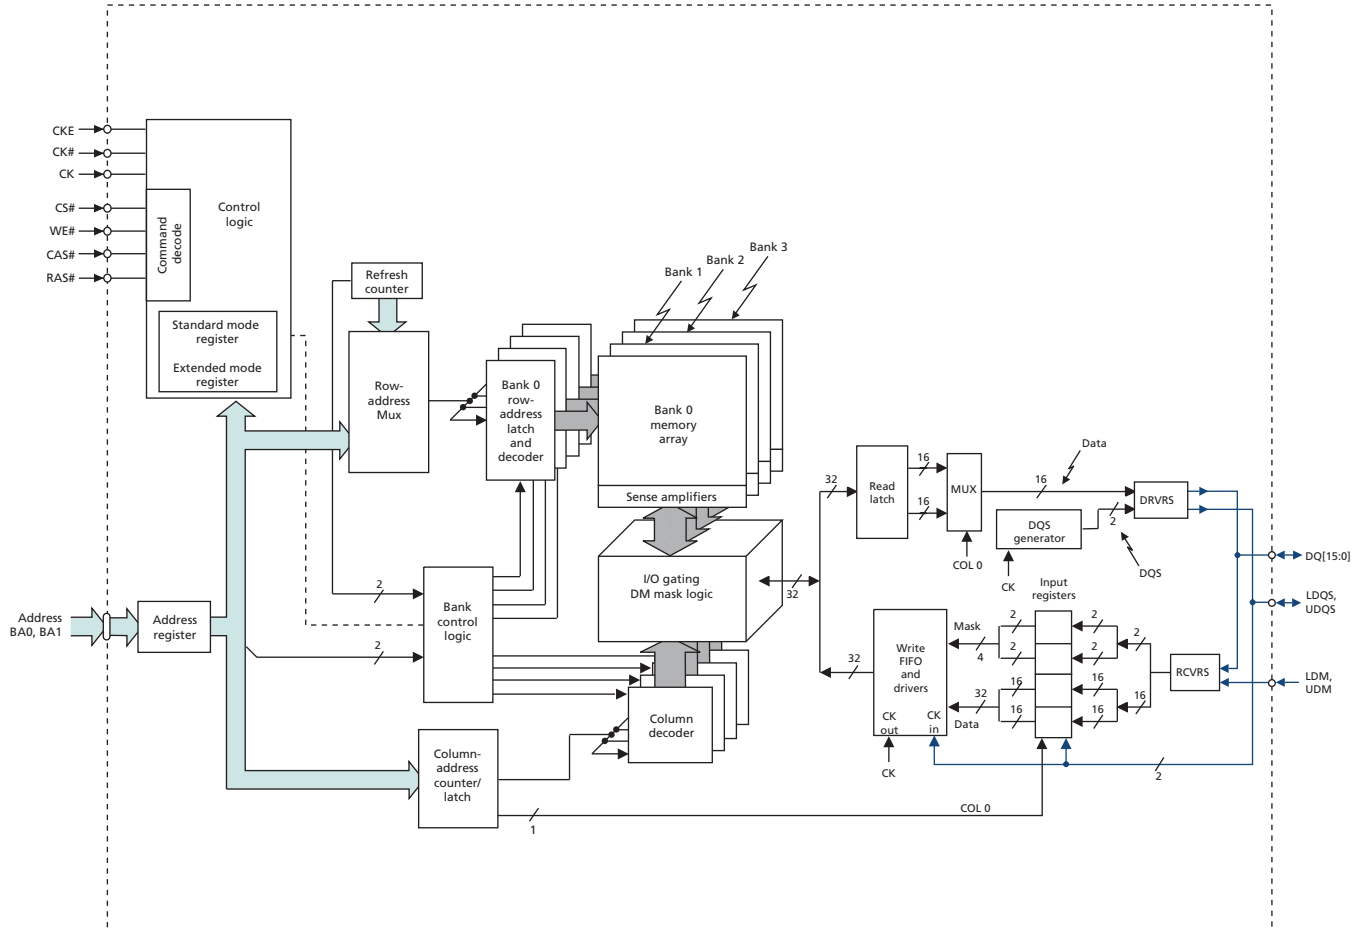 CKE
CK#
CK
CS#
WE#
CAS#
RAS#
Command
decode
Control
logic
Standard mode
register
Extended mode
register
Refresh
counter
Row-
address
Mux
Bank 0
row-
address
latch
and
decoder
Bank 1
Bank 2
Bank 3
Bank 0
memory
array
Sense amplifiers
I/O gating
DM mask logic
32
Address
BA0, BA1
Address
register
2
2
Bank
control
logic
Column
decoder
Column-
address
counter/
latch
1
COL 0
32
Read
latch
16
16
MUX
COL 0
16
Data
DQS
generator
CK
2
DQS
DRVRS
DQ[15:0]
LDQS,
UDQS
LDM,
UDM
32
Write
FIFO
and
drivers
CK
out
CK
in
CK
Mask
4
32
Data
Input
registers
2
2
16
16
2
2
16
16
2
16
RCVRS
2